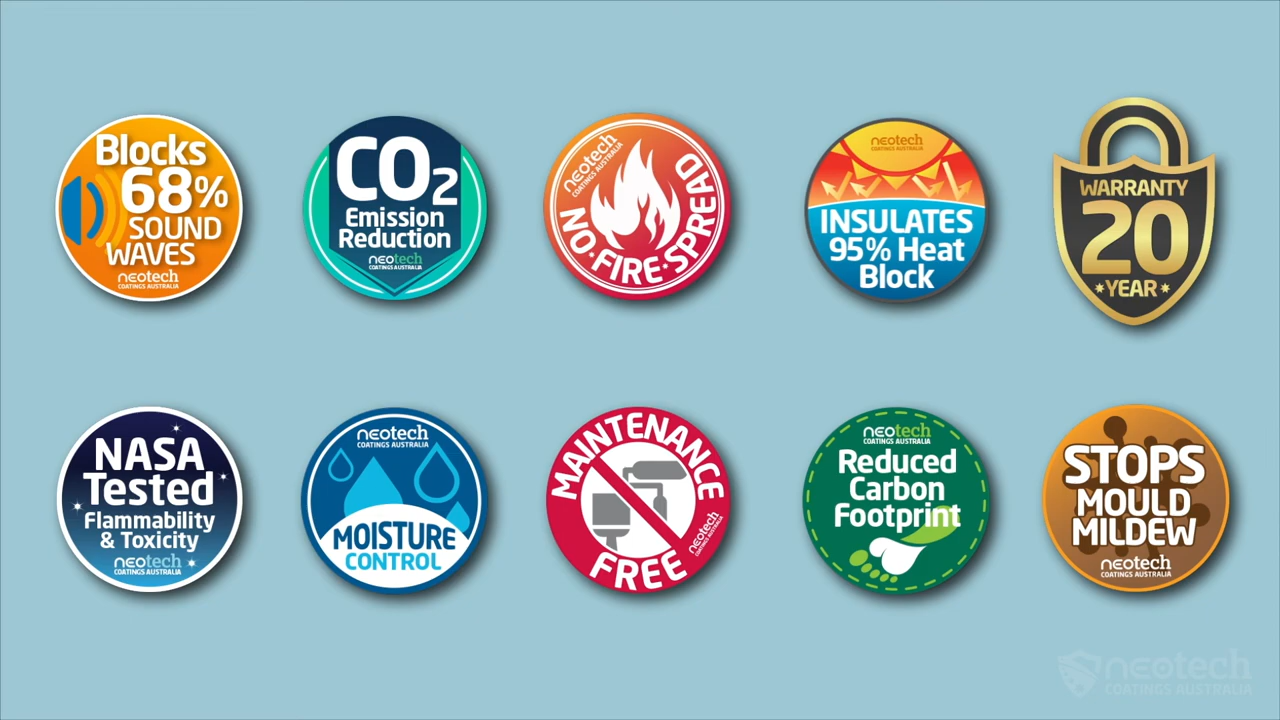 Blocks
68%
SOUND
WAVES
neotech
COATINGS AUSTRALIA
CO2
Emission
Reduction
neotech
COATINGS AUSTRALIA
neotech
COATINGS AUSTRALIA
NO • FIRE • SPREAD
neotech
COATINGS AUSTRALIA
INSULATES
95% Heat
Block
WARRANTY
20
YEAR
NASA
Tested
Flammability
& Toxicity
neotech
COATINGS AUSTRALIA
neotech
COATINGS AUSTRALIA
MOISTURE
CONTROL
MAINTENANCE
neotech
COATINGS AUSTRALIA
FREE
neotech
COATINGS AUSTRALIA
Reduced
Carbon
Footprint
STOPS
MOULD
MILDEW
neotech
COATINGS AUSTRALIA
neotech
COATINGS AUSTRALIA